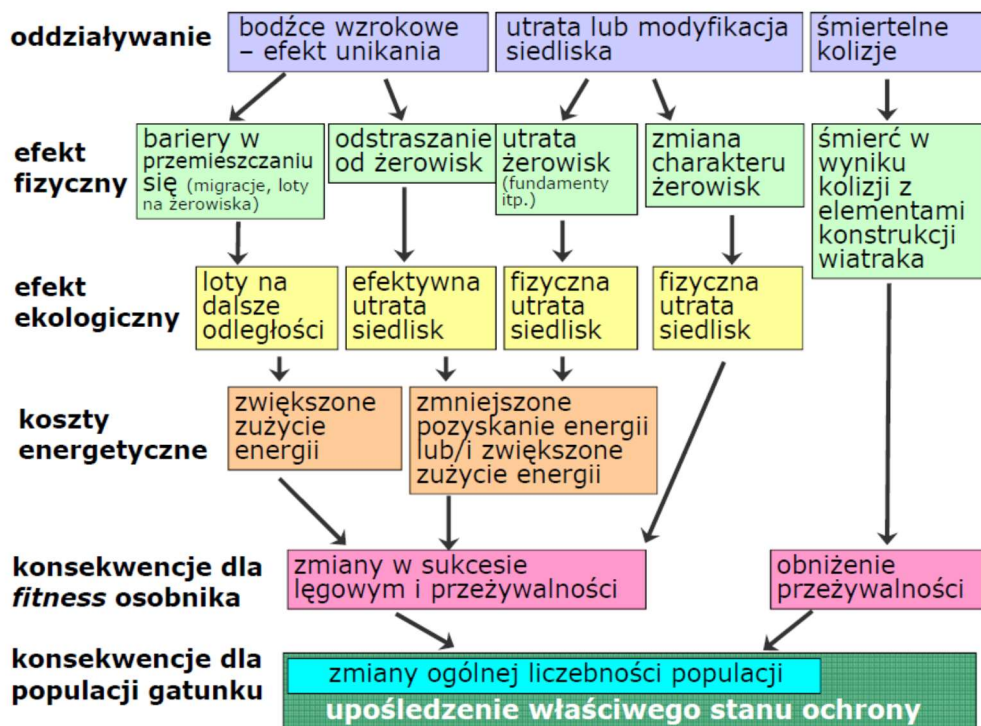 oddziaływanie
bodźce wzrokowe
– efekt unikania
utrata lub modyfikacja
siedliska
śmiertelne
kolizje
efekt
fizyczny
bariery w
przemieszczaniu
się (migracje, loty
na żerowiska)
odstraszanie
od żerowisk
utrata
żerowisk
(fundamenty
itp.)
zmiana
charakteru
żerowisk
śmierć w
wyniku
kolizji z
elementami
konstrukcji
wiatraka
efekt
ekologiczny
loty na
dalsze
odległości
efektywna
utrata
siedlisk
fizyczna
utrata
siedlisk
fizyczna
utrata
siedlisk
koszty
energetyczne
zwiększone
zużycie
energii
zmniejszone
pozyskanie energii
lub/i zwiększone
zużycie energii
konsekwencje dla
fitness osobnika
zmiany w sukcesie
lęgowym i przeżywalności
obniżenie
przeżywalności
konsekwencje dla
populacji gatunku
zmiany ogólnej liczebności populacji
upośledzenie właściwego stanu ochrony